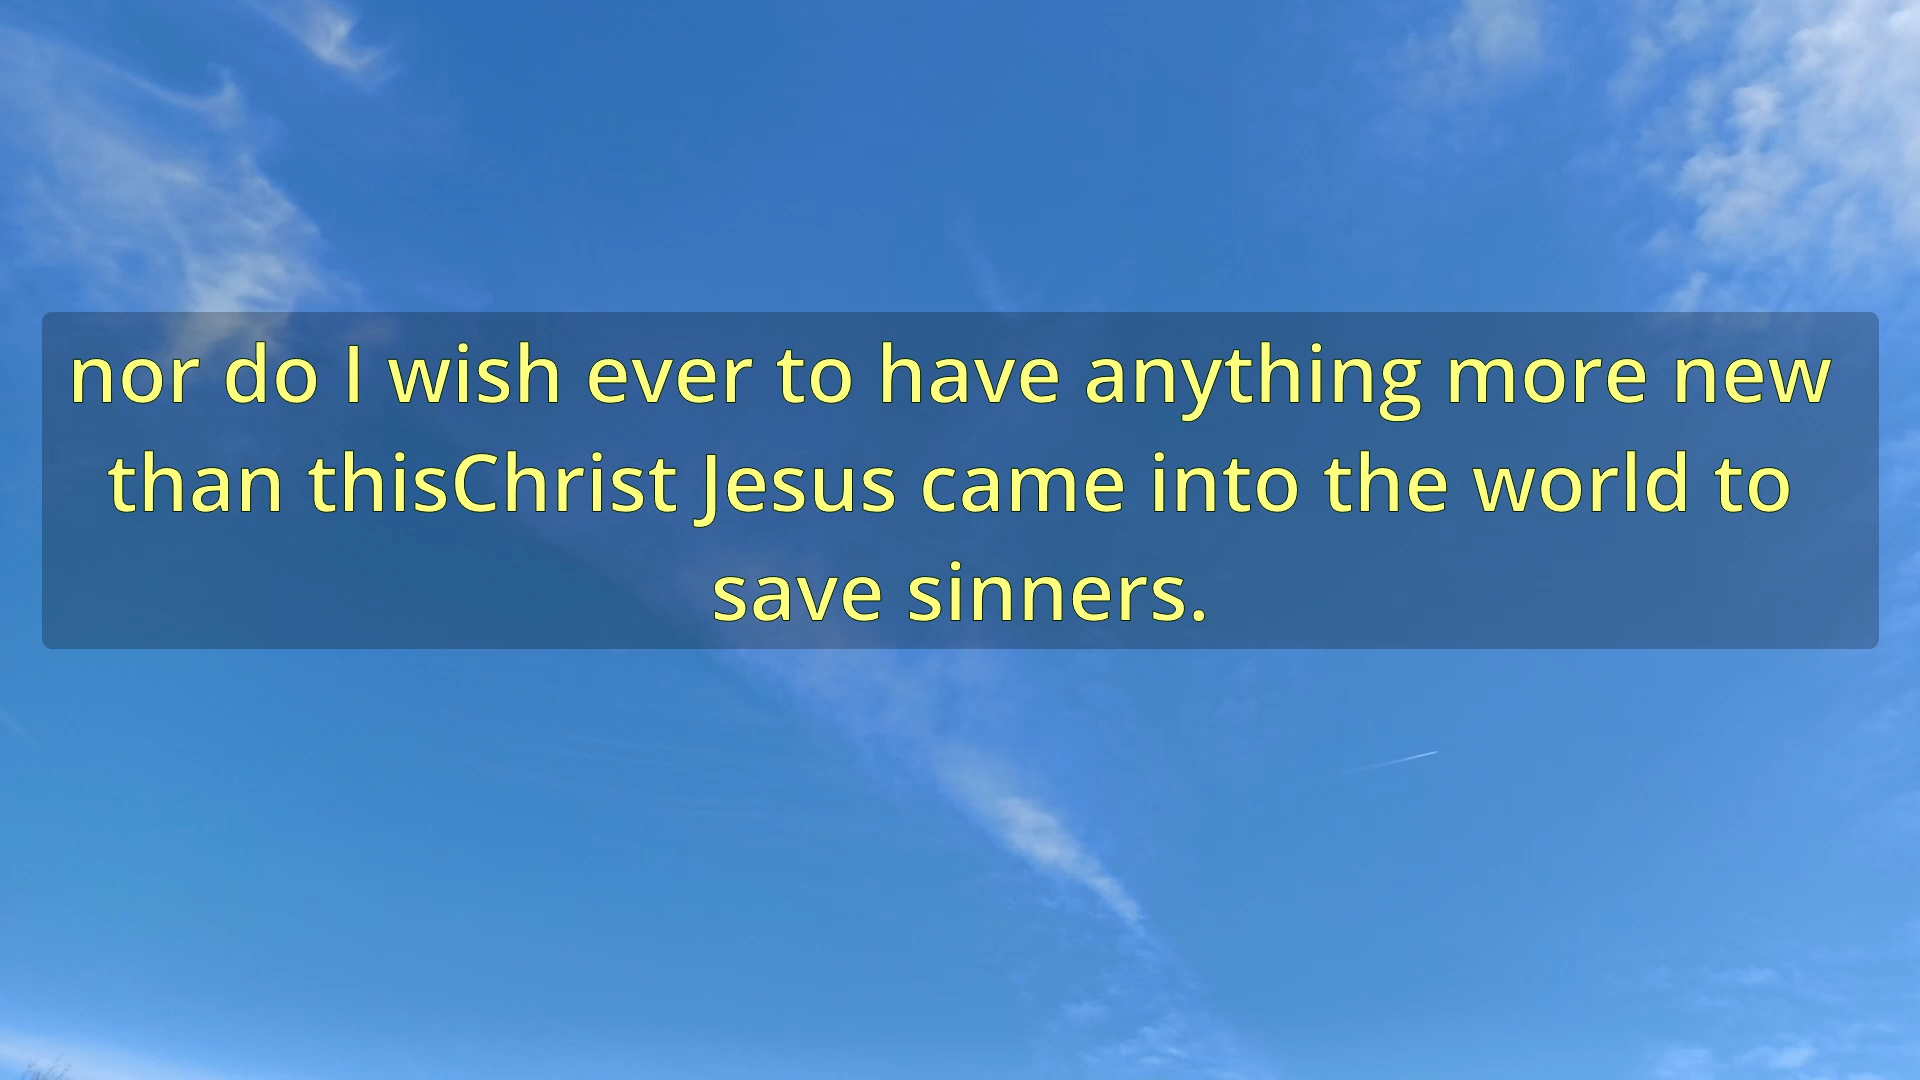 nor do I wish ever to have anything more new
than thisChrist Jesus came into the world to
save sinners.